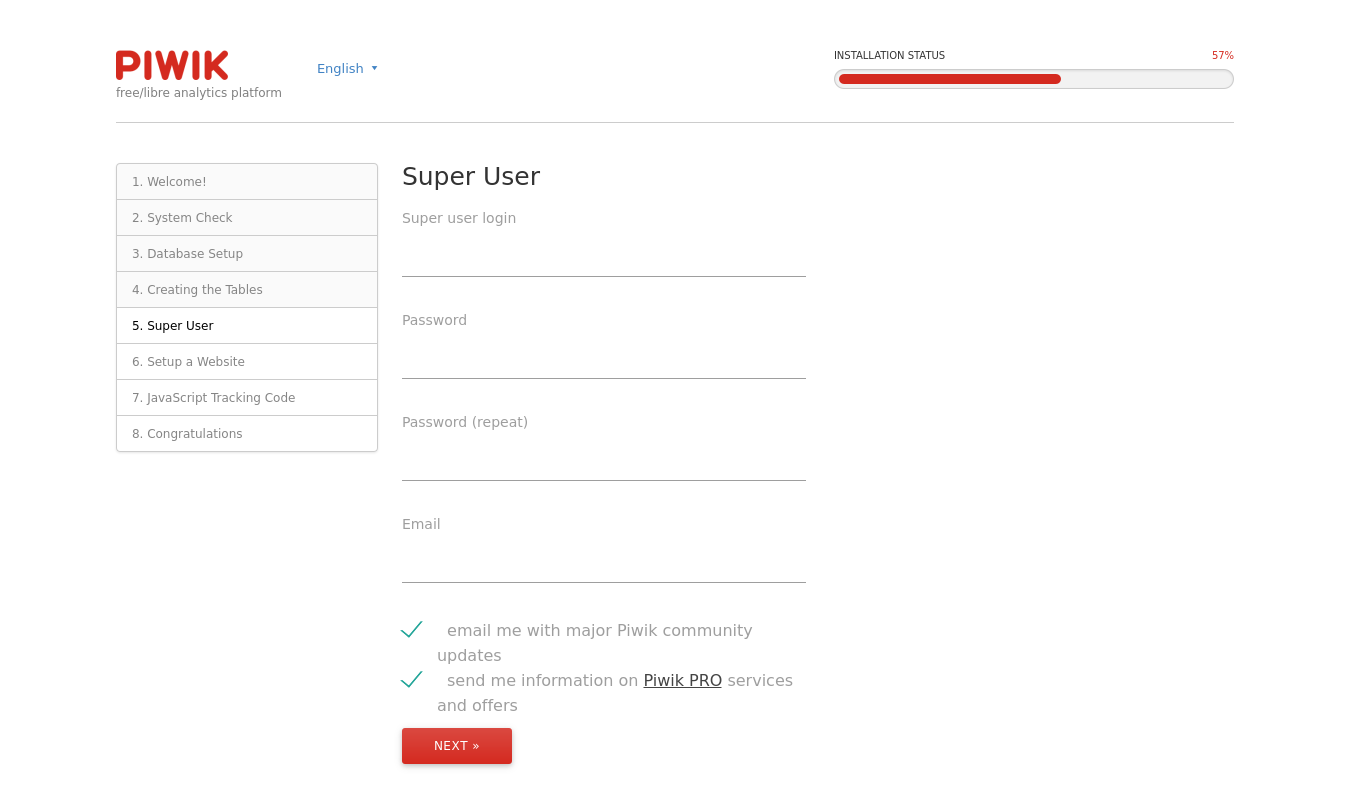 PIWIK
free/libre analytics platform
English
INSTALLATION STATUS 57%
1. Welcome!
2. System Check
3. Database Setup
4. Creating the Tables
5. Super User
6. Setup a Website
7. JavaScript Tracking Code
8. Congratulations
Super User
Super user login
Password
Password (repeat)
Email
email me with major Piwik community
updates
send me information on Piwik PRO services
and offers
NEXT »